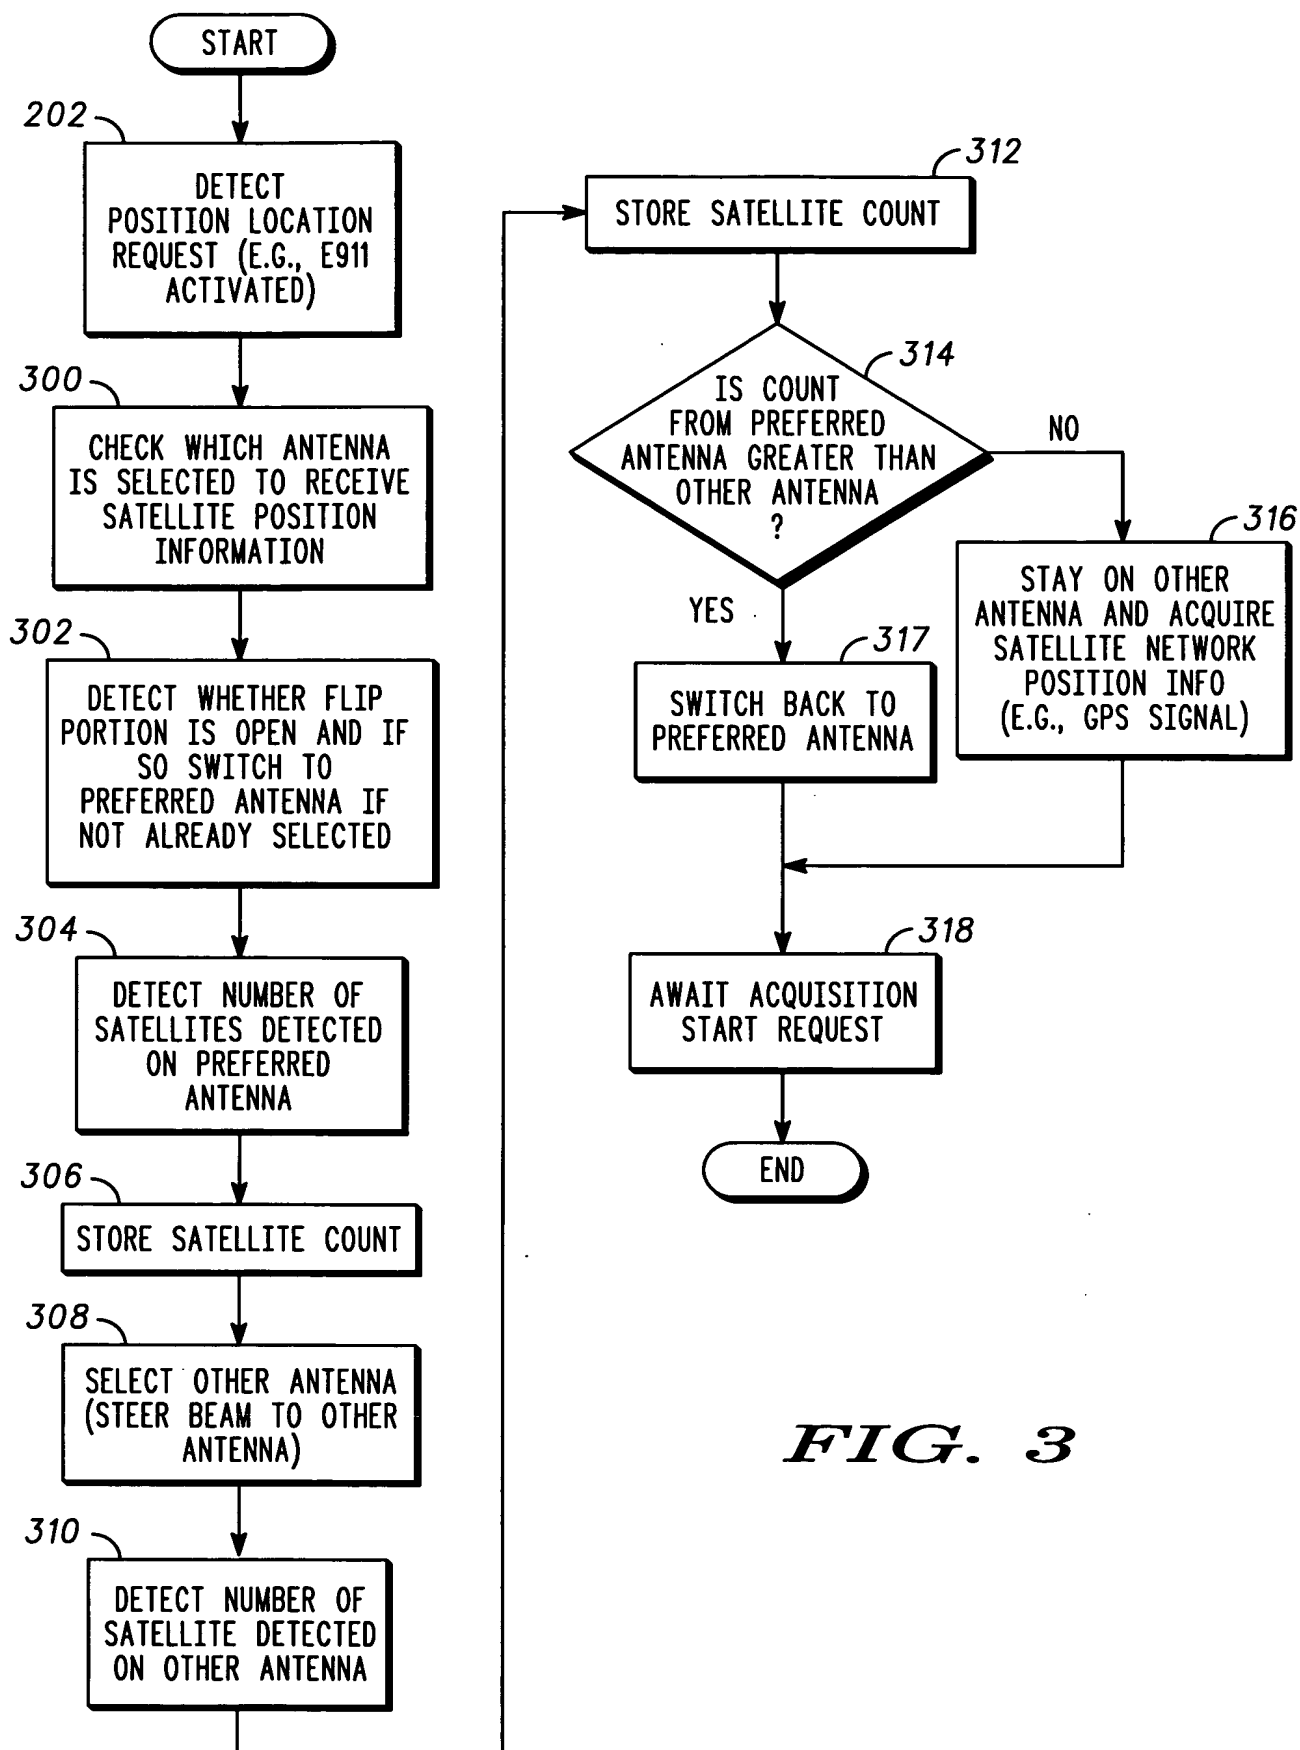 START
202
DETECT
POSITION LOCATION
REQUEST (E.G., E911
ACTIVATED)
300
CHECK WHICH ANTENNA
IS SELECTED TO RECEIVE
SATELLITE POSITION
INFORMATION
302
DETECT WHETHER FLIP
PORTION IS OPEN AND IF
SO SWITCH TO
PREFERRED ANTENNA IF
NOT ALREADY SELECTED
304
DETECT NUMBER OF
SATELLITES DETECTED
ON PREFERRED
ANTENNA
306
STORE SATELLITE COUNT
308
SELECT OTHER ANTENNA
(STEER BEAM TO OTHER
ANTENNA)
310
DETECT NUMBER OF
SATELLITE DETECTED
ON OTHER ANTENNA
312
STORE SATELLITE COUNT
314
IS COUNT
FROM PREFERRED
ANTENNA GREATER THAN
OTHER ANTENNA
?
NO
YES
316
STAY ON OTHER
ANTENNA AND ACQUIRE
SATELLITE NETWORK
POSITION INFO
(E.G., GPS SIGNAL)
317
SWITCH BACK TO
PREFERRED ANTENNA
318
AWAIT ACQUISITION
START REQUEST
END
FIG. 3